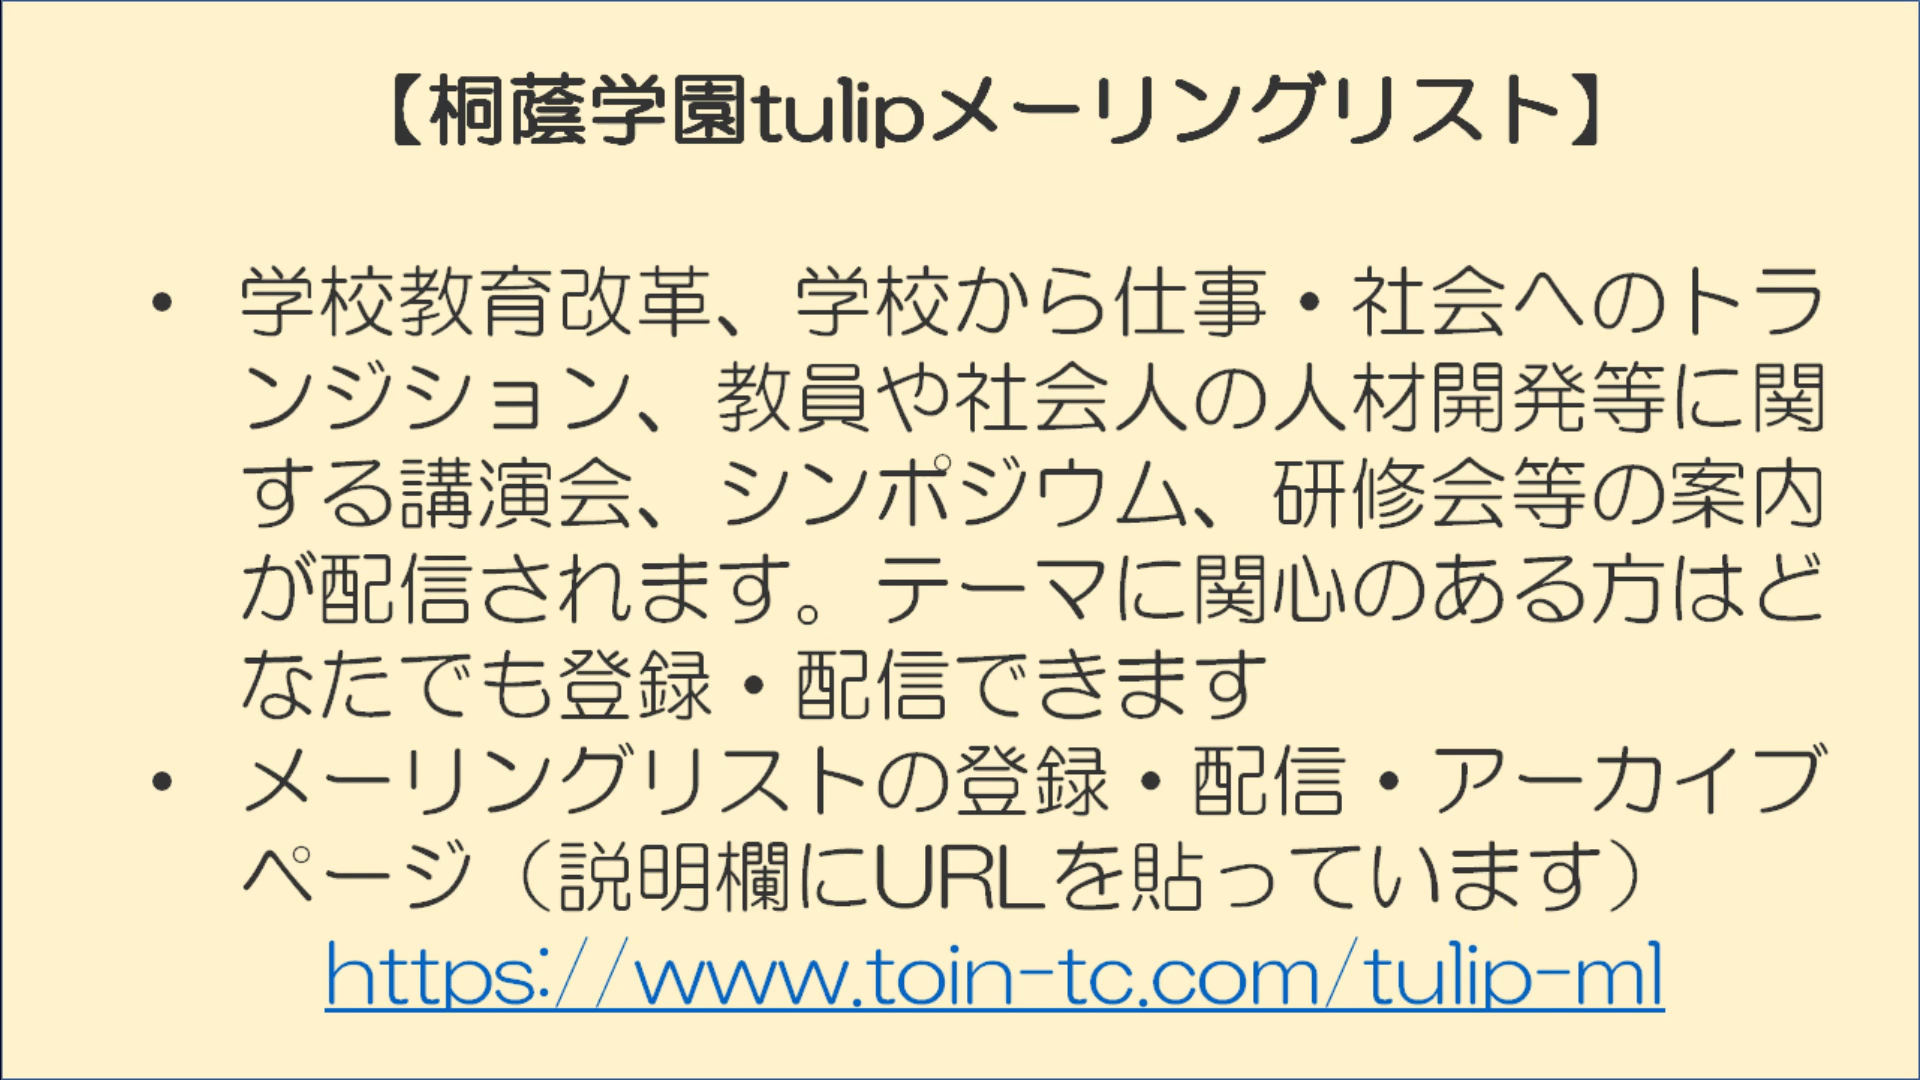 【桐蔭学園tulipメーリングリスト】
• 学校教育改革、学校から仕事・社会へのトラ
ンジション、教員や社会人の人材開発等に関
する講演会、シンポジウム、研修会等の案内
が配信されます。テーマに関心のある方はど
なたでも登録・配信できます
• メーリングリストの登録・配信・アーカイブ
ページ（説明欄にURLを貼っています）
https://www.toin-tc.com/tulip-ml